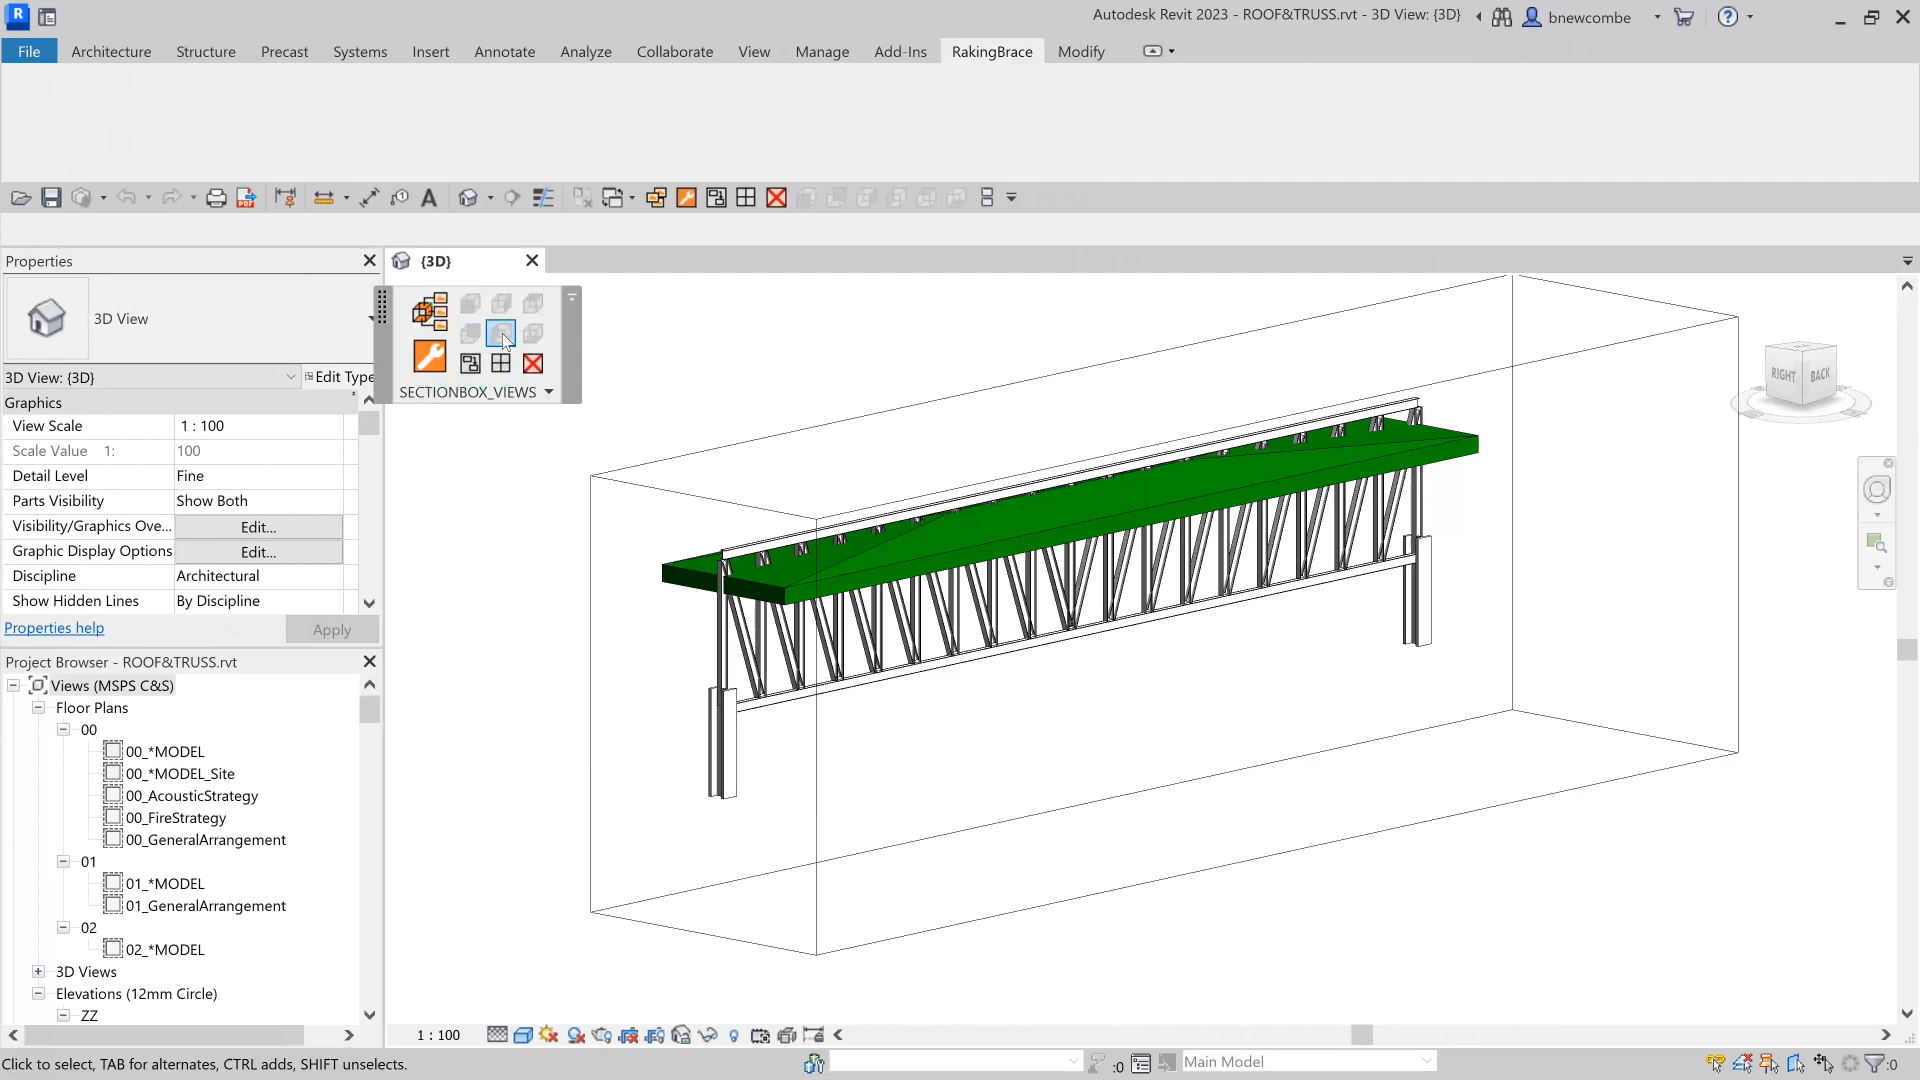 R
Autodesk Revit 2023 - ROOF&TRUSS.rvt - 3D View: {3D}
bnewcombe
?
File
Architecture
Structure
Precast
Systems
Insert
Annotate
Analyze
Collaborate
View
Manage
Add-Ins
RakingBrace
Modify
PDF
A
Properties
{3D}
3D View
3D View: {3D}
Edit Type
SECTIONBOX_VIEWS
Graphics
View Scale
1 : 100
Scale Value 1:
100
Detail Level
Fine
Parts Visibility
Show Both
Visibility/Graphics Ove...
Edit...
Graphic Display Options
Edit...
Discipline
Architectural
Show Hidden Lines
By Discipline
Properties help
Apply
RIGHT
BACK
Project Browser - ROOF&TRUSS.rvt
Views (MSPS C&S)
Floor Plans
00
00_*MODEL
00_*MODEL_Site
00_AcousticStrategy
00_FireStrategy
00_GeneralArrangement
01
01_*MODEL
01_GeneralArrangement
02
02_*MODEL
3D Views
Elevations (12mm Circle)
ZZ
1 : 100
Click to select, TAB for alternates, CTRL adds, SHIFT unselects.
:0
Main Model
:0